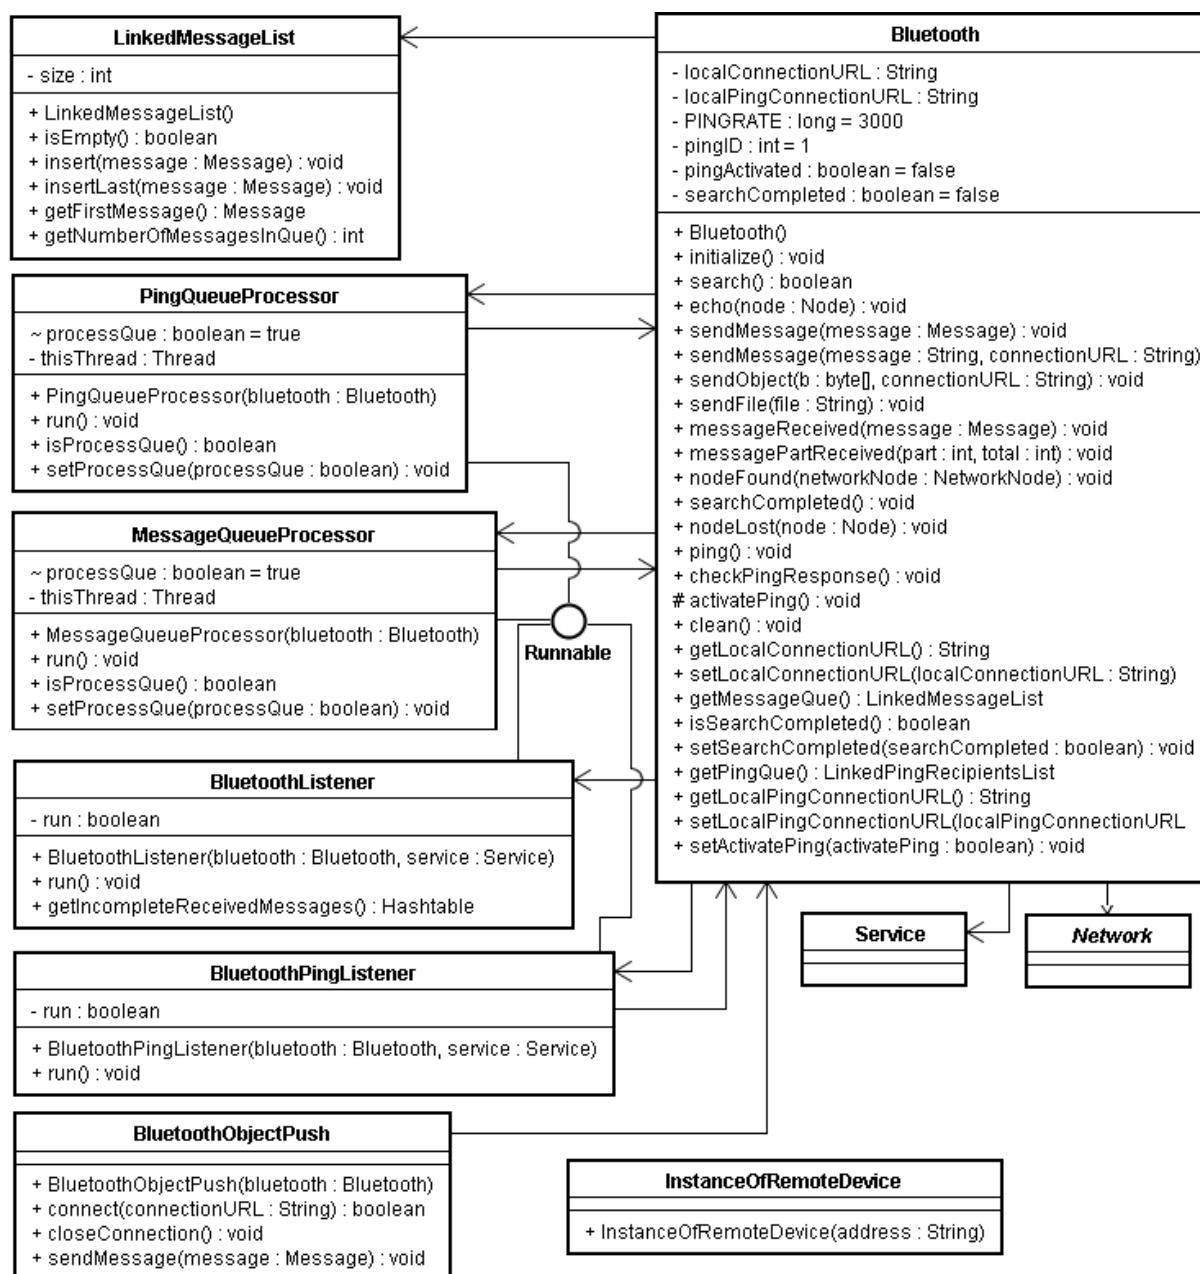 LinkedMessageList
- size : int
+ LinkedMessageList()
+ isEmpty() : boolean
+ insert(message : Message) : void
+ insertLast(message : Message) : void
+ getFirstMessage() : Message
+ getNumberOfMessagesInQue() : int
PingQueueProcessor
~ processQue : boolean = true
- thisThread : Thread
+ PingQueueProcessor(bluetooth : Bluetooth)
+ run() : void
+ isProcessQue() : boolean
+ setProcessQue(processQue : boolean) : void
MessageQueueProcessor
~ processQue : boolean = true
- thisThread : Thread
+ MessageQueueProcessor(bluetooth : Bluetooth)
+ run() : void
+ isProcessQue() : boolean
+ setProcessQue(processQue : boolean) : void
Runnable
BluetoothListener
- run : boolean
+ BluetoothListener(bluetooth : Bluetooth, service : Service)
+ run() : void
+ getIncompleteReceivedMessages() : Hashtable
BluetoothPingListener
- run : boolean
+ BluetoothPingListener(bluetooth : Bluetooth, service : Service)
+ run() : void
BluetoothObjectPush
+ BluetoothObjectPush(bluetooth : Bluetooth)
+ connect(connectionURL : String) : boolean
+ closeConnection() : void
+ sendMessage(message : Message) : void
Bluetooth
- localConnectionURL : String
- localPingConnectionURL : String
- PINGRATE : long = 3000
- pingID : int = 1
- pingActivated : boolean = false
- searchCompleted : boolean = false
+ Bluetooth()
+ initialize() : void
+ search() : boolean
+ echo(node : Node) : void
+ sendMessage(message : Message) : void
+ sendMessage(message : String, connectionURL : String)
+ sendObject(b : byte[], connectionURL : String) : void
+ sendFile(file : String) : void
+ messageReceived(message : Message) : void
+ messagePartReceived(part : int, total : int) : void
+ nodeFound(networkNode : NetworkNode) : void
+ searchCompleted() : void
+ nodeLost(node : Node) : void
+ ping() : void
+ checkPingResponse() : void
# activatePing() : void
+ clean() : void
+ getLocalConnectionURL() : String
+ setLocalConnectionURL(localConnectionURL : String)
+ getMessageQue() : LinkedMessageList
+ isSearchCompleted() : boolean
+ setSearchCompleted(searchCompleted : boolean) : void
+ getPingQue() : LinkedPingRecipientsList
+ getLocalPingConnectionURL() : String
+ setLocalPingConnectionURL(localPingConnectionURL
+ setActivatePing(activatePing : boolean) : void
Service
Network
InstanceOfRemoteDevice
+ InstanceOfRemoteDevice(address : String)